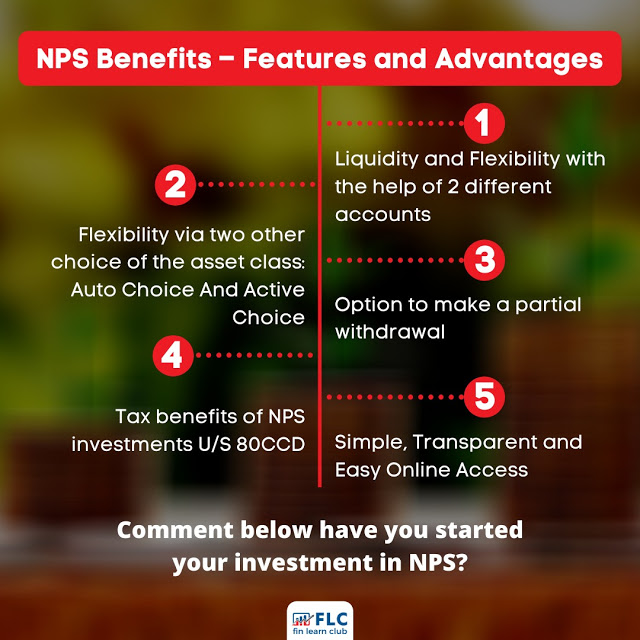 NPS Benefits – Features and Advantages
1
Liquidity and Flexibility with
the help of 2 different
accounts
2
Flexibility via two other
choice of the asset class:
Auto Choice And Active
Choice
3
Option to make a partial
withdrawal
4
Tax benefits of NPS
investments U/S 80CCD
5
Simple, Transparent and
Easy Online Access
Comment below have you started
your investment in NPS?
FLC
fin learn club